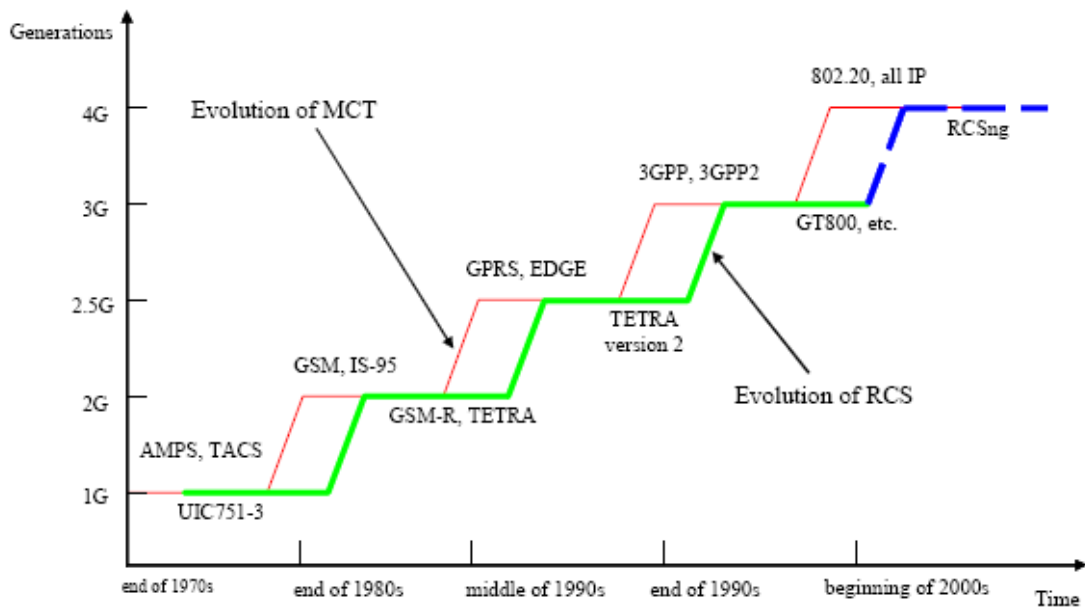 Generations
802.20, all IP
Evolution of MCT
4G
RCSng
3GPP, 3GPP2
3G
GT800, etc.
GPRS, EDGE
2.5G
TETRA
version 2
GSM, IS-95
Evolution of RCS
2G
GSM-R, TETRA
AMPS, TACS
1G
UIC751-3
end of 1970s
end of 1980s
middle of 1990s
end of 1990s
beginning of 2000s
Time